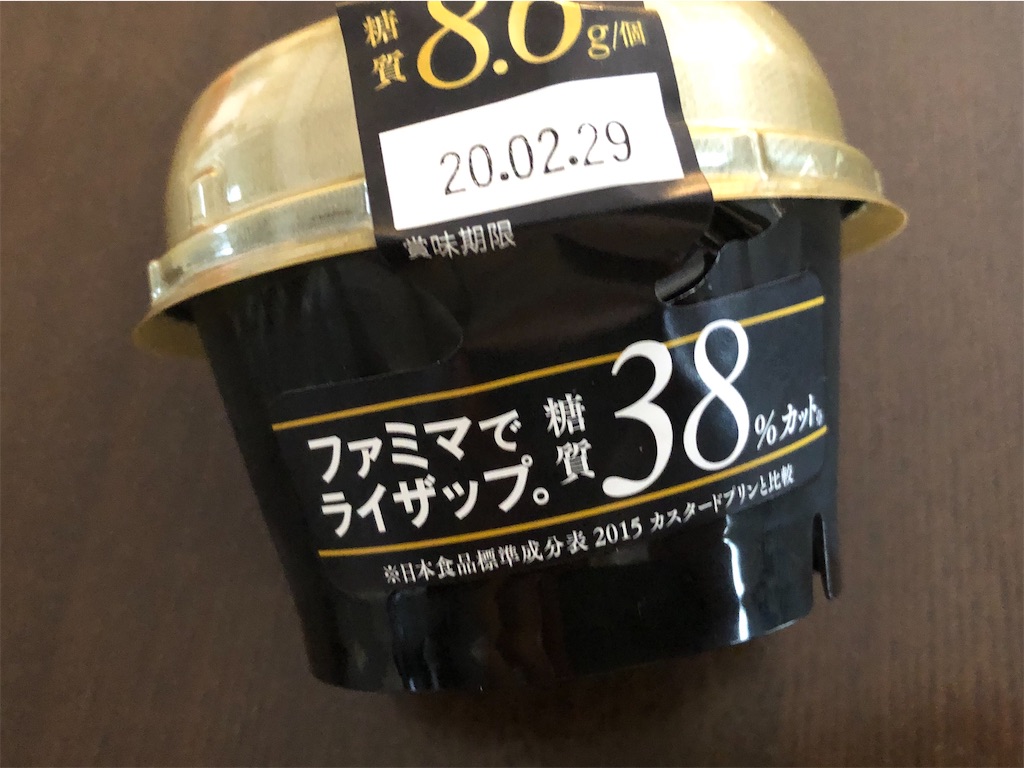 糖質 8.6g/個
20.02.29
賞味期限
ファミマで
ライザップ。
糖質38%カット※
※日本食品標準成分表 2015 カスタードプリンと比較